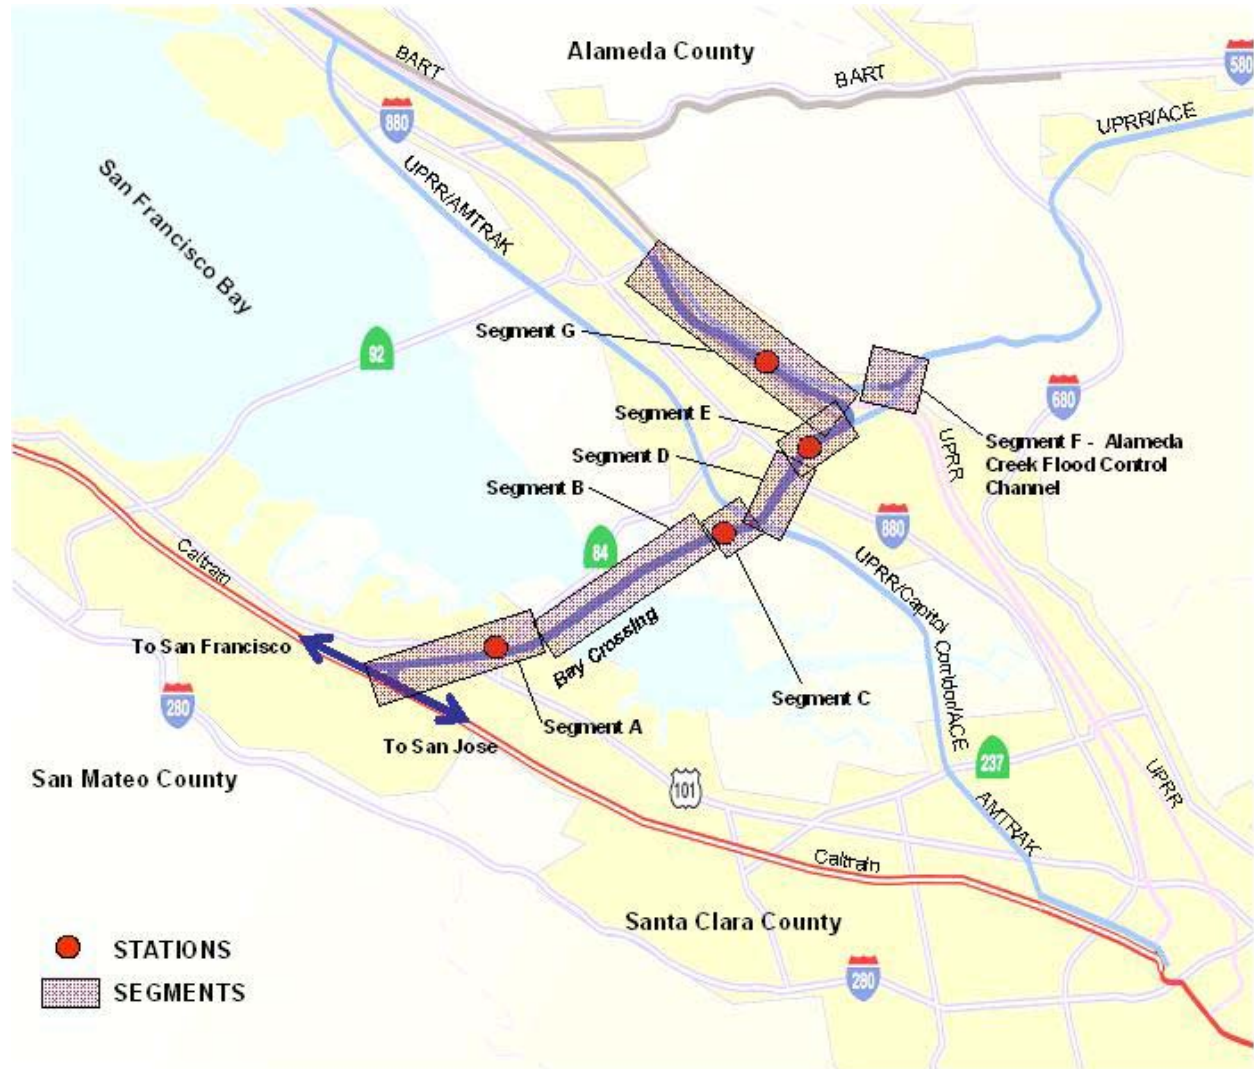 Alameda County
BART
BART
580
880
UPRR/ACE
UPRR/AMTRAK
San Francisco Bay
92
Segment G
680
Segment E
Segment F - Alameda
Creek Flood Control
Channel
UPRR
Segment D
Segment B
880
84
Caltrain
UPRR/Capitol Corridor/ACE
Bay Crossing
To San Francisco
Segment C
280
Segment A
To San Jose
237
San Mateo County
101
UPRR
AMTRAK
Caltrain
Santa Clara County
STATIONS
280
SEGMENTS